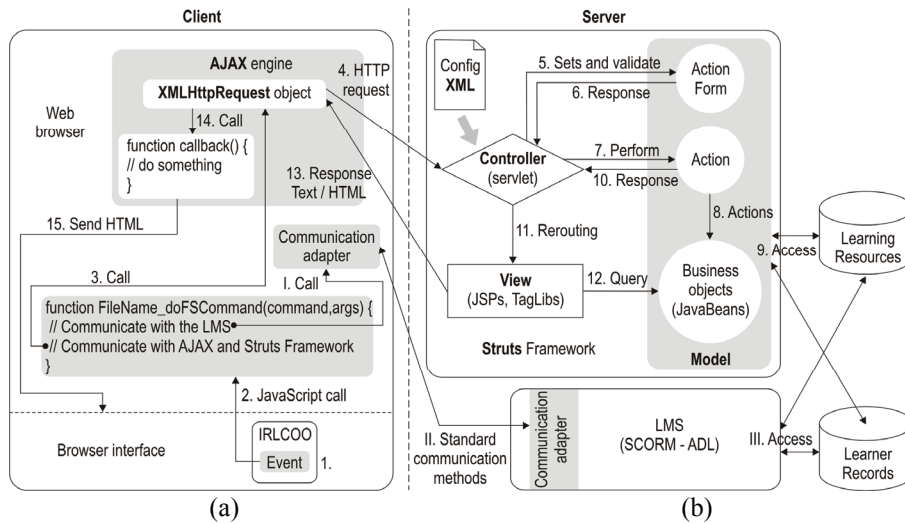 Client
Server
AJAX engine
XMLHttpRequest object
Web
browser
14. Call
function callback() {
// do something
}
4. HTTP
request
13. Response
Text / HTML
15. Send HTML
Communication
adapter
3. Call
I. Call
function FileName_doFSCommand(command,args) {
// Communicate with the LMS
// Communicate with AJAX and Struts Framework
}
2. JavaScript call
Browser interface
IRLCOO
Event
1.
Config
XML
5. Sets and validate
6. Response
Action
Form
Controller
(servlet)
7. Perform
10. Response
Action
8. Actions
11. Rerouting
View
(JSPs, TagLibs)
12. Query
Business
objects
(JavaBeans)
Struts Framework
Model
9. Access
Learning
Resources
II. Standard
communication
methods
Communication
adapter
LMS
(SCORM - ADL)
III. Access
Learner
Records
(a)
(b)